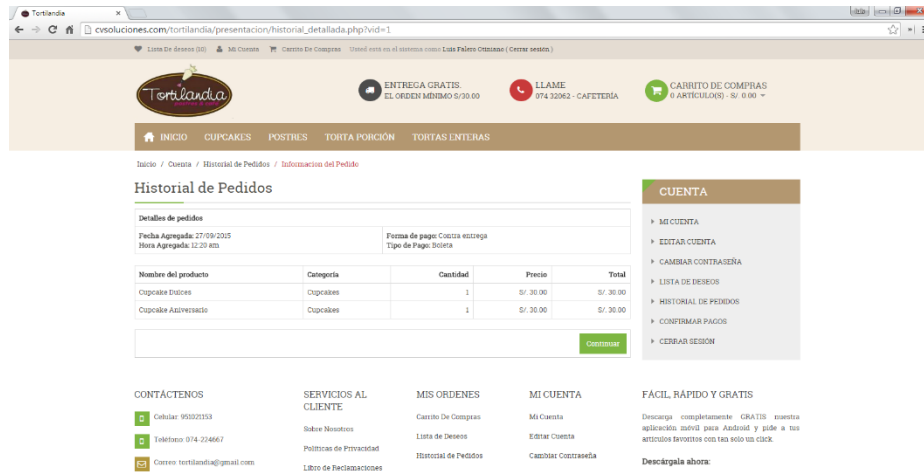 Tortilandia
cvsoluciones.com/tortilandia/presentacion/historial_detallada.php?vid=1
Lista De deseos (10) Mi Cuenta Carrito De Compras Usted está en el sistema como Luis Falero Otiniano ( Cerrar sesión )
Tortilandia
ENTREGA GRATIS.
EL ORDEN MÍNIMO S/30.00
LLAME
074 32062 - CAFETERÍA
CARRITO DE COMPRAS
0 ARTÍCULO(S) - S/. 0.00
INICIO CUPCAKES POSTRES TORTA PORCIÓN TORTAS ENTERAS
Inicio / Cuenta / Historial de Pedidos / Informacion del Pedido
Historial de Pedidos
Detalles de pedidos
Fecha Agregada: 27/09/2015 Forma de pago: Contra entrega
Hora Agregada: 12:20 am Tipo de Pago: Boleta
Nombre del producto Categoría Cantidad Precio Total
Cupcake Dulces Cupcakes 1 S/. 30.00 S/. 30.00
Cupcake Aniversario Cupcakes 1 S/. 30.00 S/. 30.00
Continuar
CUENTA
MI CUENTA
EDITAR CUENTA
CAMBIAR CONTRASEÑA
LISTA DE DESEOS
HISTORIAL DE PEDIDOS
CONFIRMAR PAGOS
CERRAR SESIÓN
CONTÁCTENOS
Celular: 951021153
Teléfono: 074-224667
Correo: tortilandia@gmail.com
SERVICIOS AL
CLIENTE
Sobre Nosotros
Políticas de Privacidad
Libro de Reclamaciones
MIS ORDENES
Carrito De Compras
Lista de Deseos
Historial de Pedidos
MI CUENTA
Mi Cuenta
Editar Cuenta
Cambiar Contraseña
FÁCIL, RÁPIDO Y GRATIS
Descarga completamente GRATIS nuestra
aplicación móvil para Android y pide a tus
artículos favoritos con tan solo un click.
Descárgala ahora: